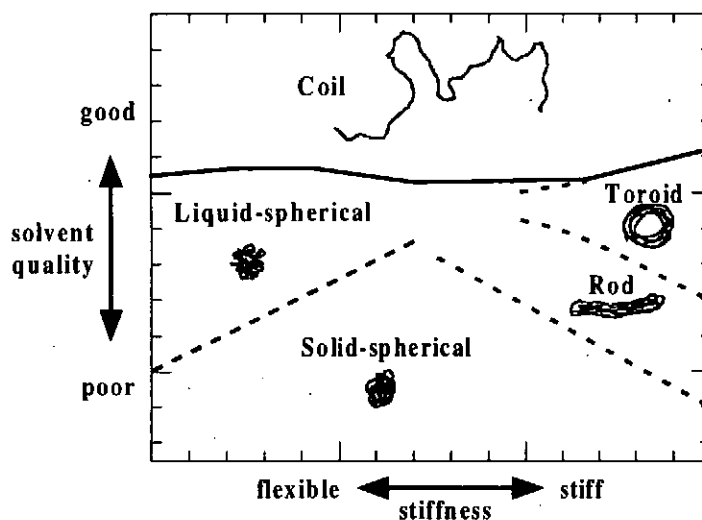 Coil
good
Toroid
Liquid-spherical
solvent
quality
Rod
Solid-spherical
poor
flexible
stiff
stiffness